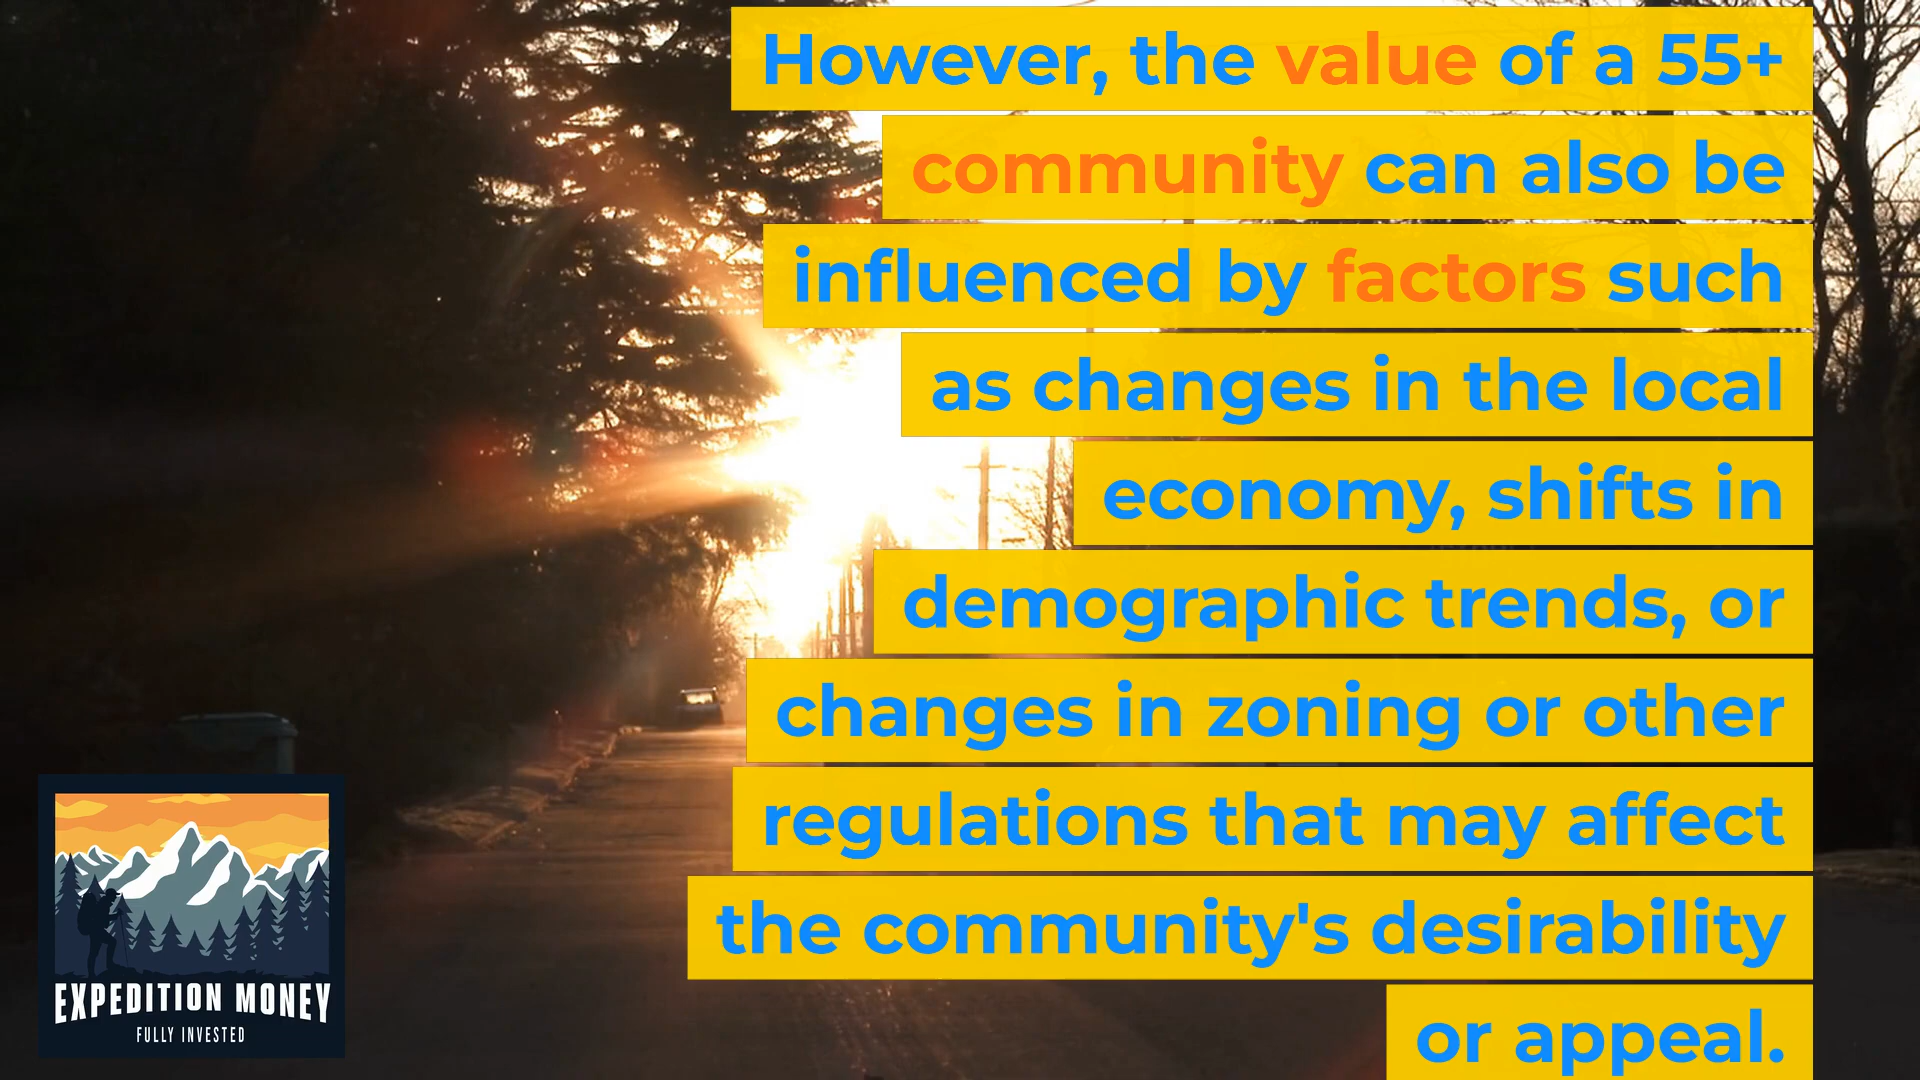 However, the value of a 55+
community can also be
influenced by factors such
as changes in the local
economy, shifts in
demographic trends, or
changes in zoning or other
regulations that may affect
the community's desirability
or appeal.
EXPEDITION MONEY
FULLY INVESTED